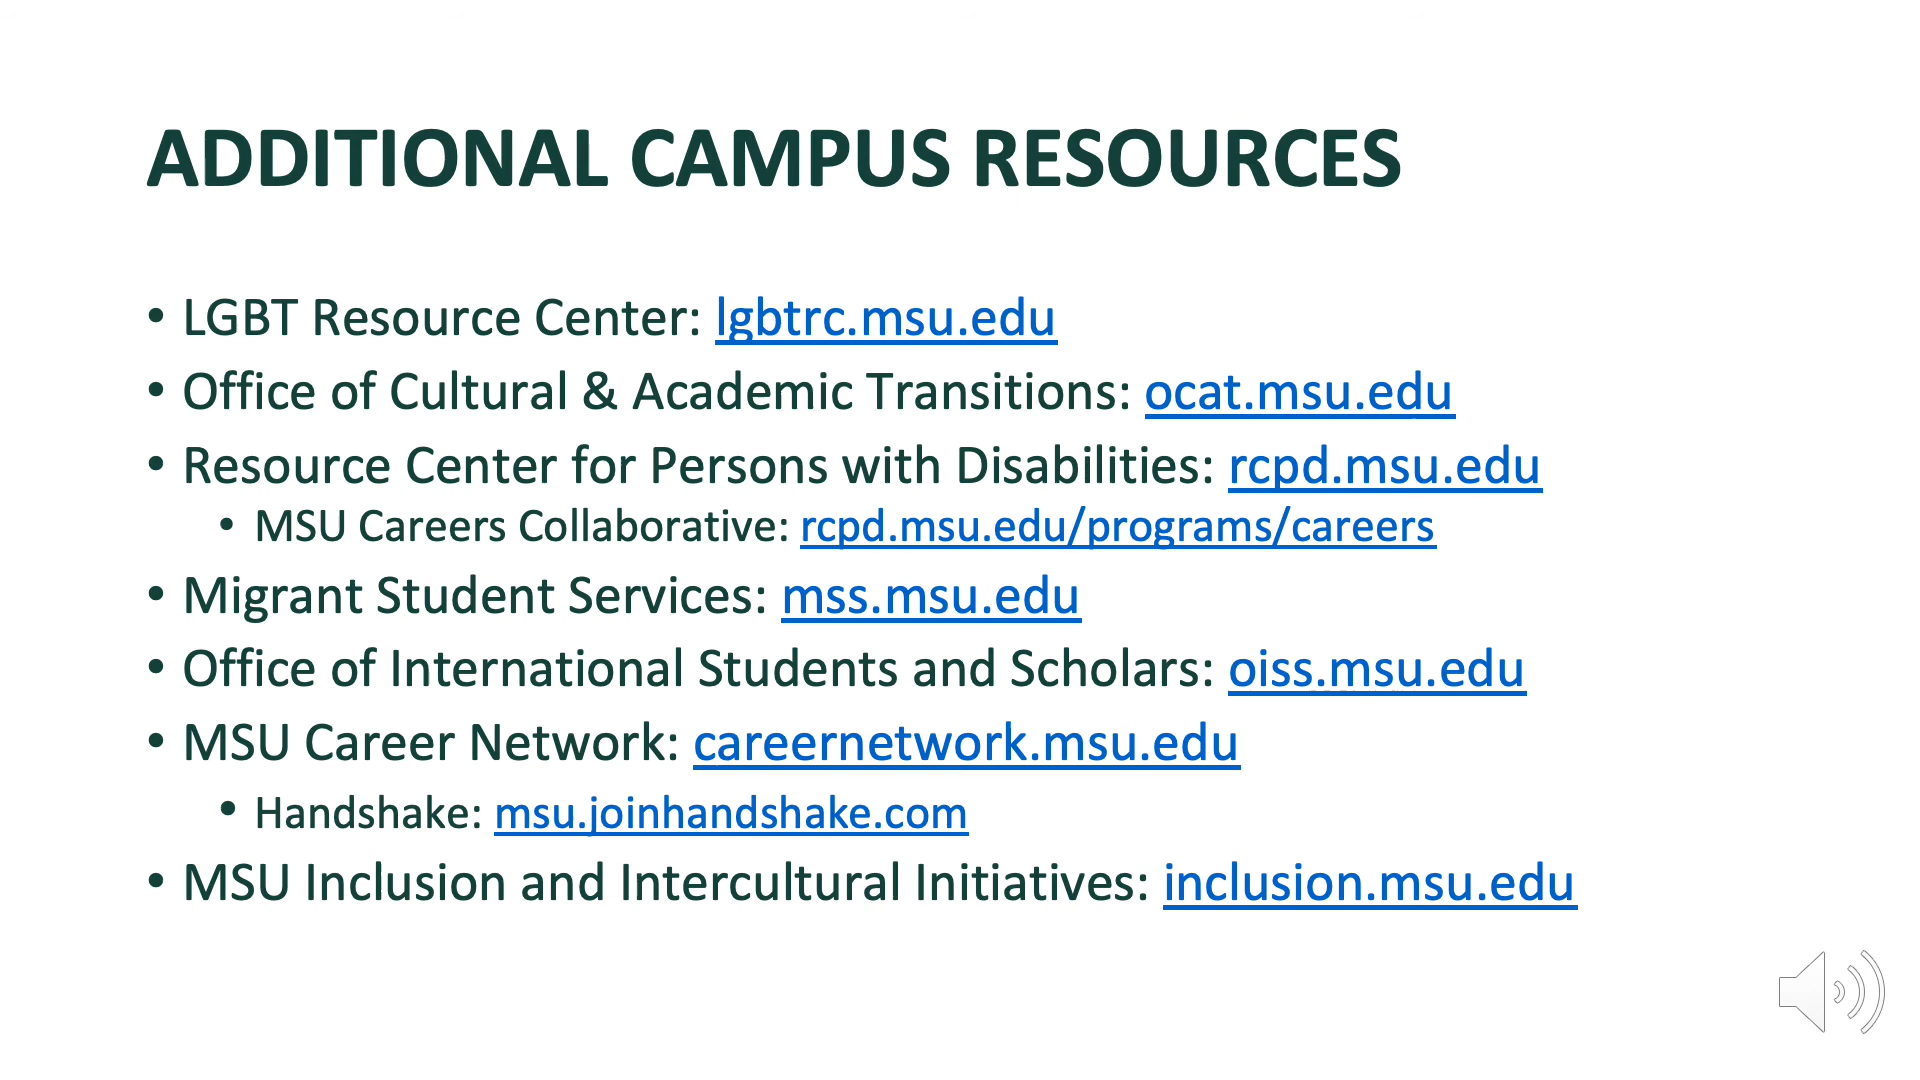 ADDITIONAL CAMPUS RESOURCES
• LGBT Resource Center: lgbtrc.msu.edu
• Office of Cultural & Academic Transitions: ocat.msu.edu
• Resource Center for Persons with Disabilities: rcpd.msu.edu
• MSU Careers Collaborative: rcpd.msu.edu/programs/careers
• Migrant Student Services: mss.msu.edu
• Office of International Students and Scholars: oiss.msu.edu
• MSU Career Network: careernetwork.msu.edu
• Handshake: msu.joinhandshake.com
• MSU Inclusion and Intercultural Initiatives: inclusion.msu.edu